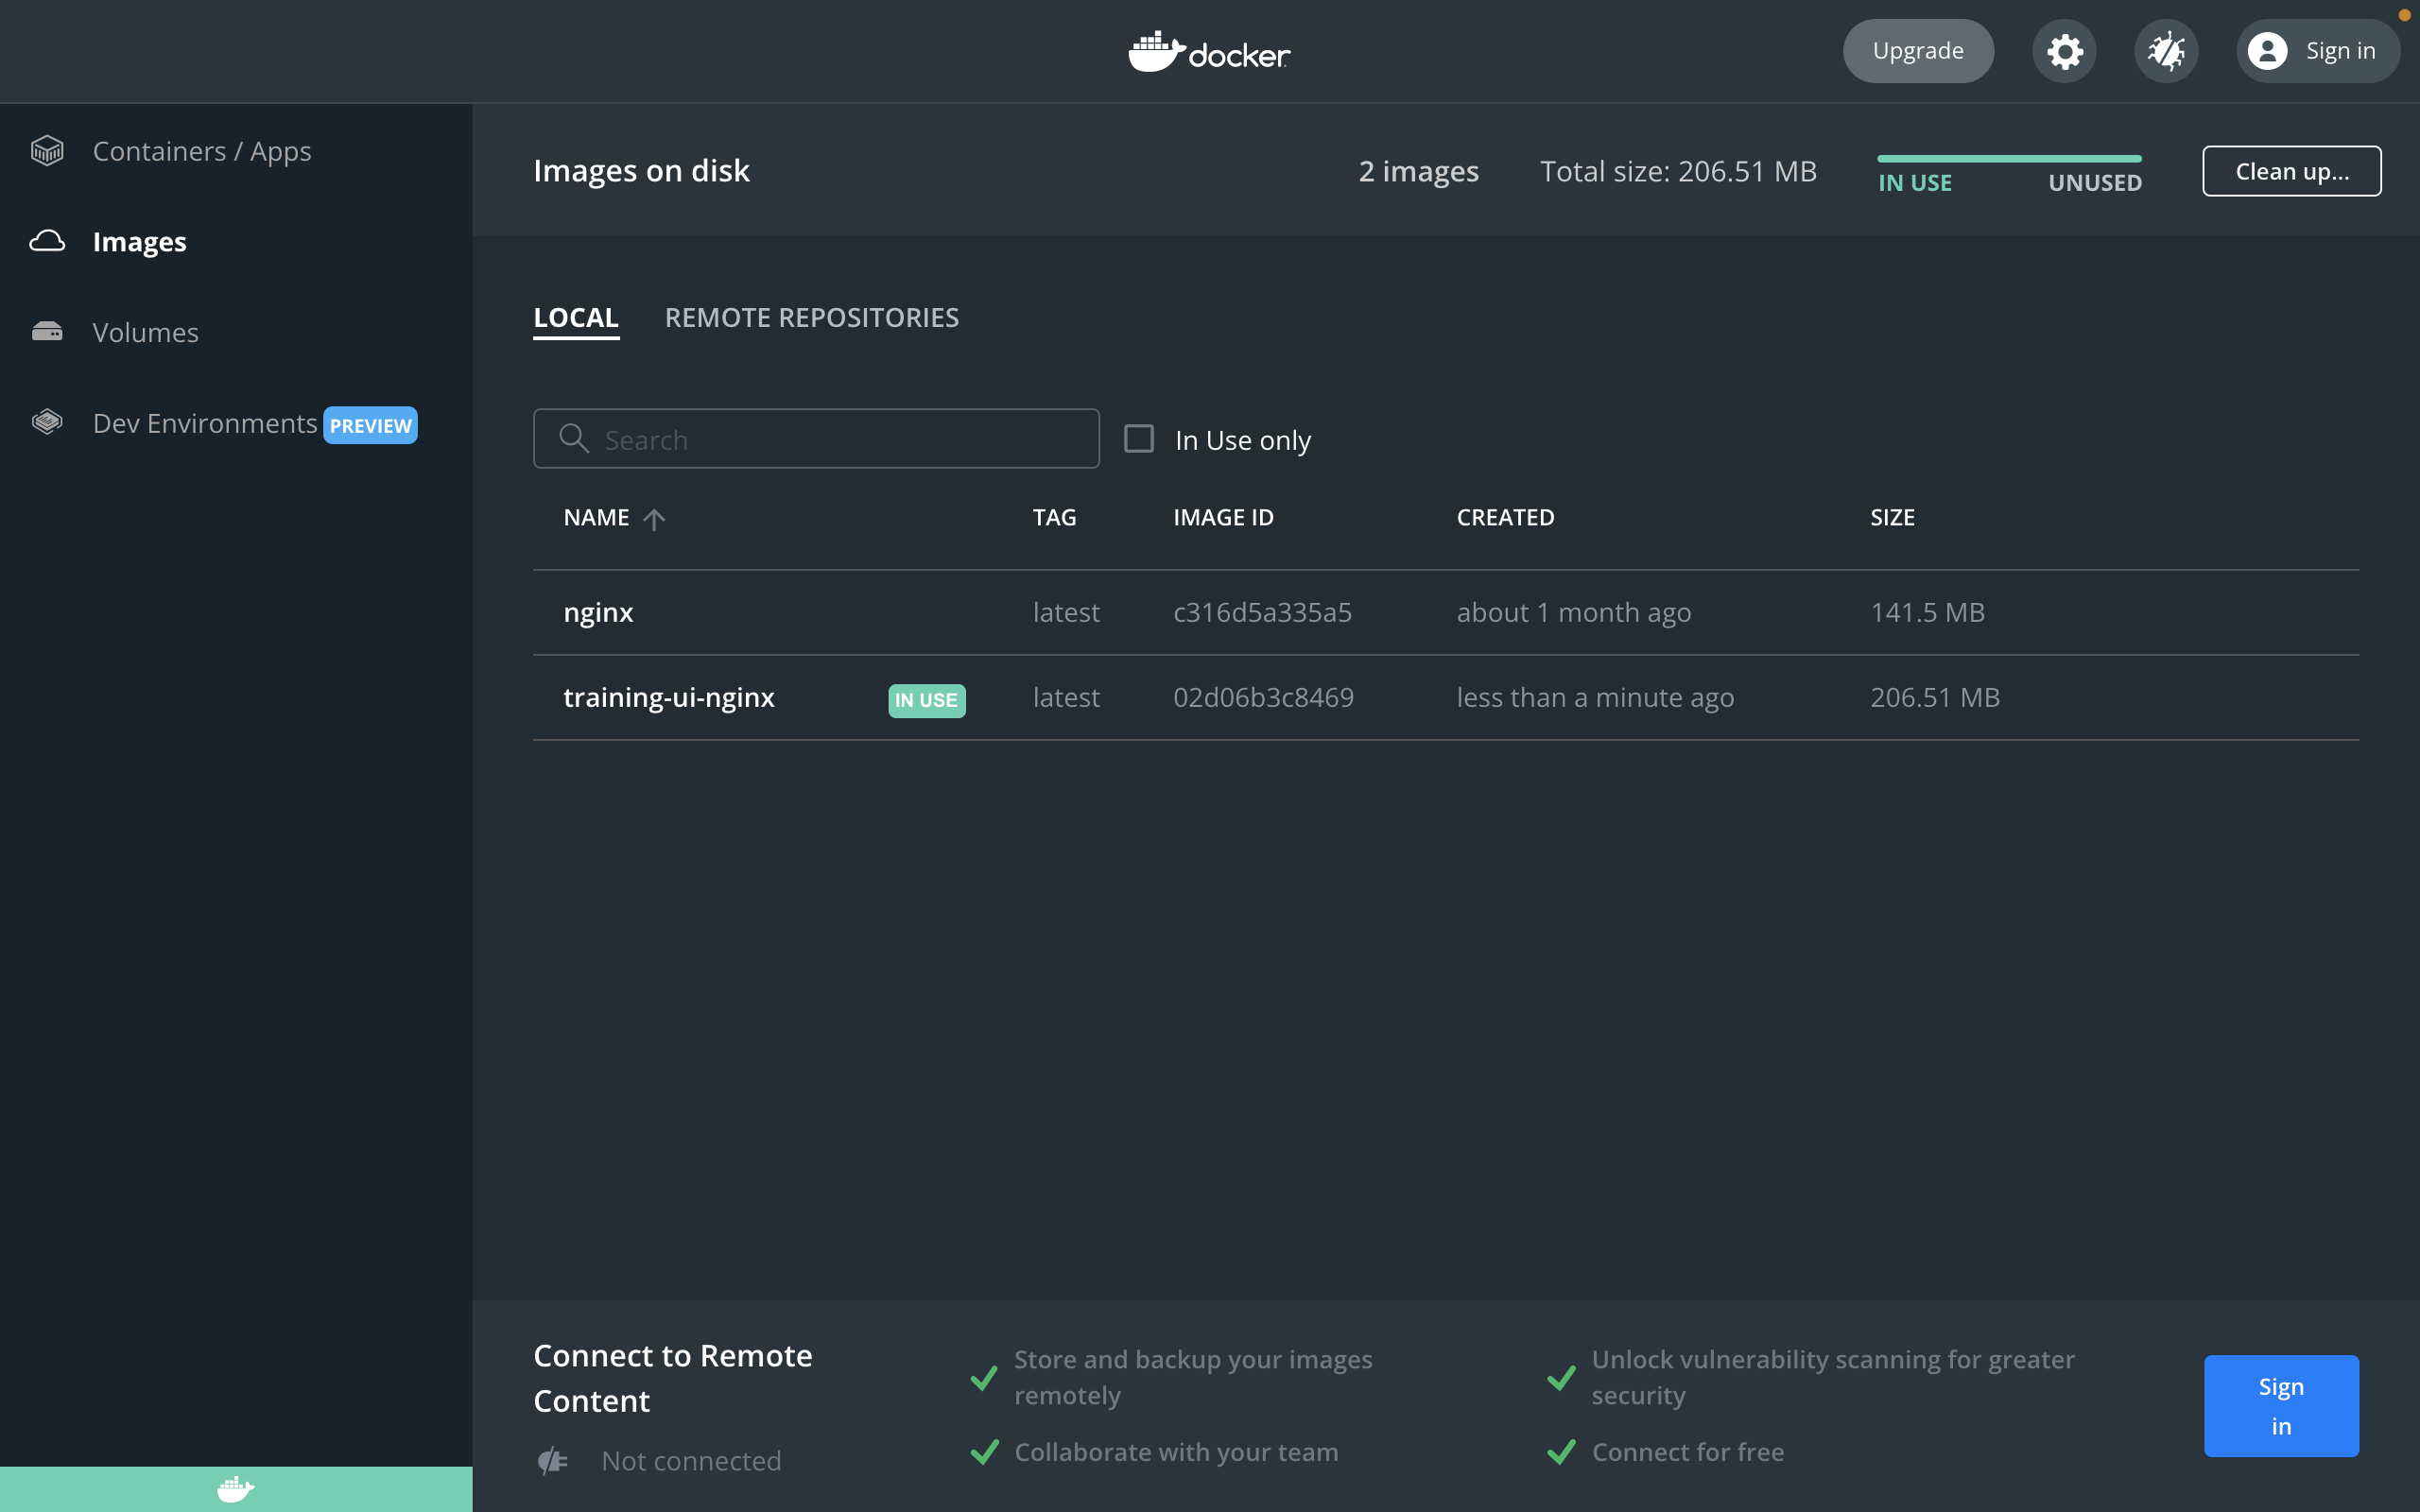 docker
Upgrade
Sign in
Containers / Apps
Images
Volumes
Dev Environments PREVIEW
Images on disk
2 images
Total size: 206.51 MB
IN USE UNUSED
Clean up...
LOCAL REMOTE REPOSITORIES
Search
In Use only
NAME TAG IMAGE ID CREATED SIZE
nginx latest c316d5a335a5 about 1 month ago 141.5 MB
training-ui-nginx IN USE latest 02d06b3c8469 less than a minute ago 206.51 MB
Connect to Remote
Content
Not connected
Store and backup your images
remotely
Collaborate with your team
Unlock vulnerability scanning for greater
security
Connect for free
Sign
in